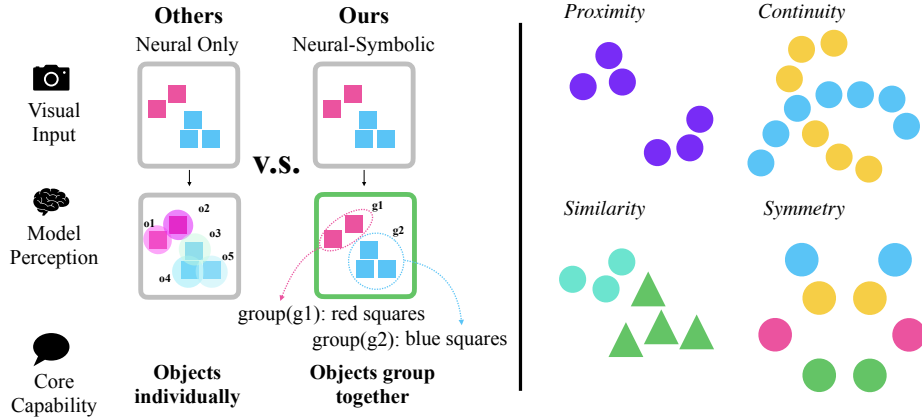 Others
Neural Only
Ours
Neural-Symbolic
Visual
Input
v.s.
Model
Perception
o1
o2
o3
o4
o5
g1
g2
group(g1): red squares
group(g2): blue squares
Core
Capability
Objects
individually
Objects group
together
Proximity
Continuity
Similarity
Symmetry